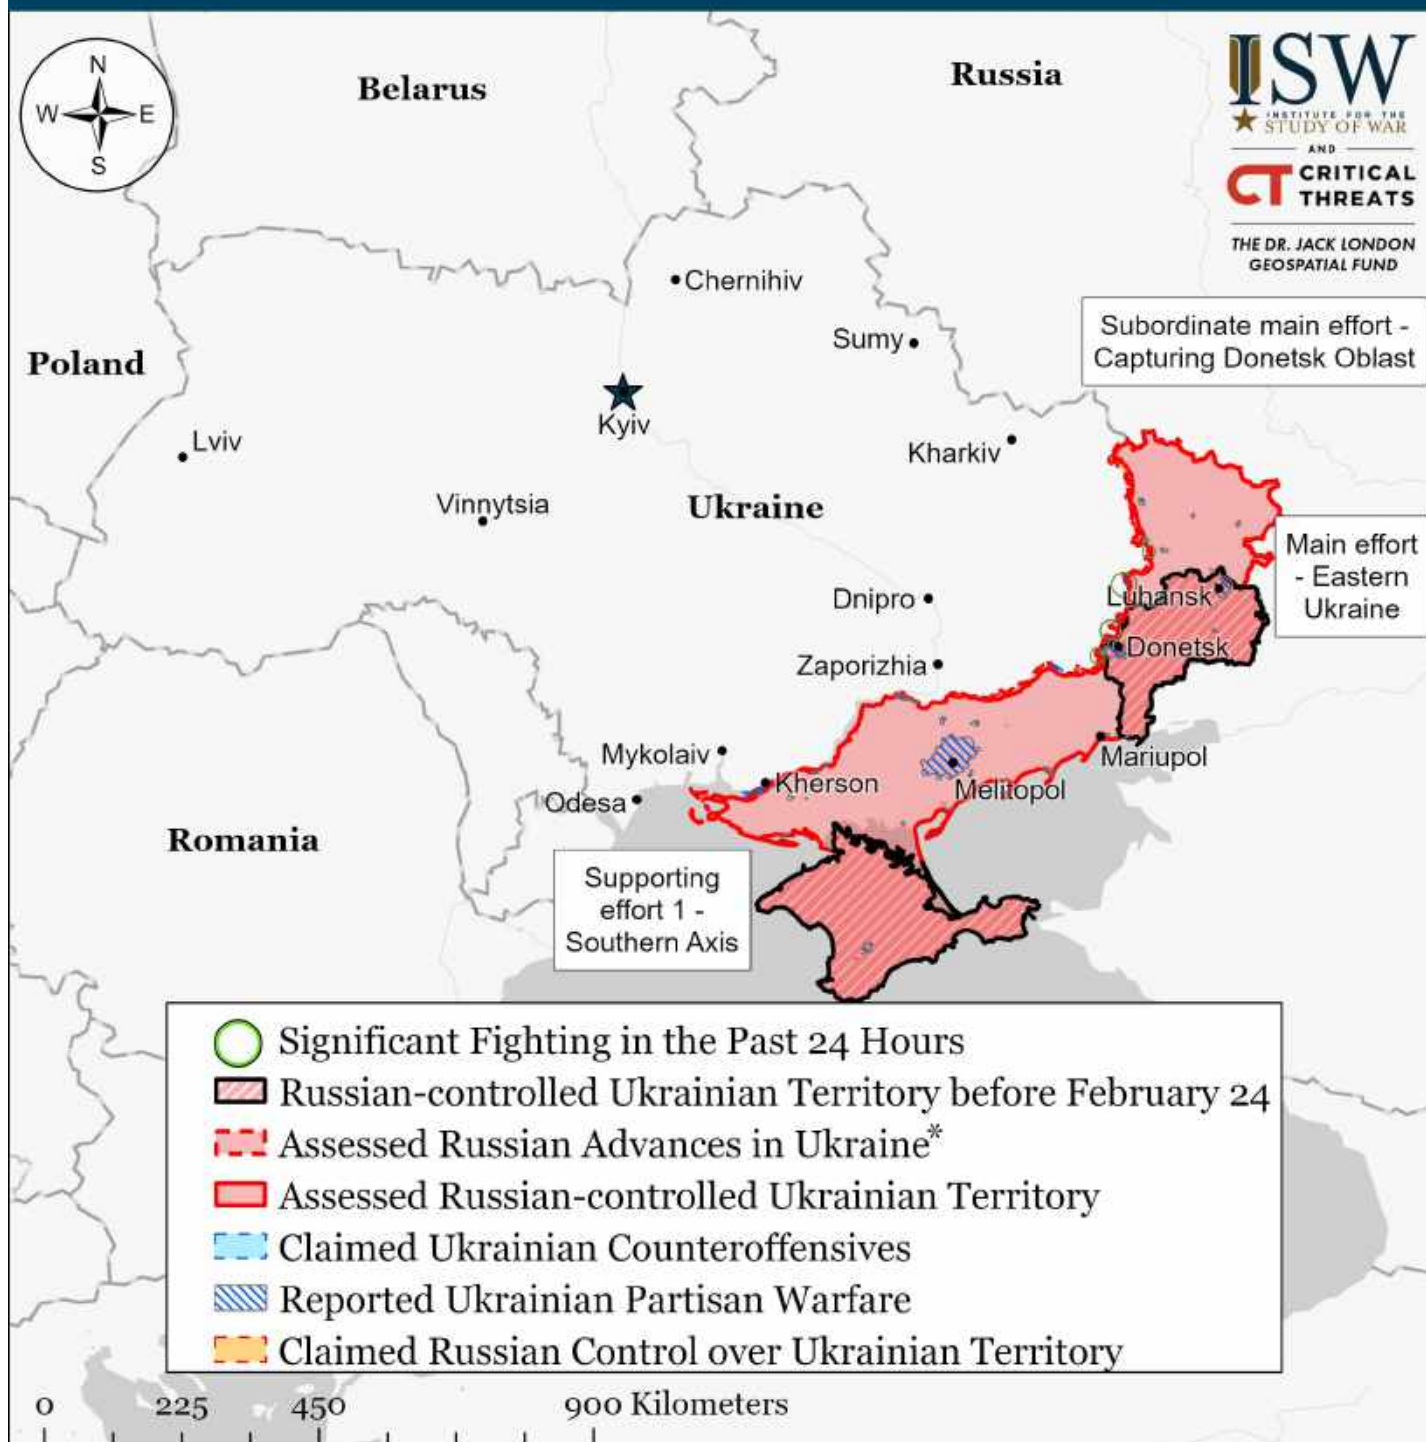 N
W
E
S
Belarus
Russia
ISW
INSTITUTE FOR THE
STUDY OF WAR
AND
CT CRITICAL
THREATS
THE DR. JACK LONDON
GEOSPATIAL FUND
Chernihiv
Sumy
Subordinate main effort -
Capturing Donetsk Oblast
Poland
Kyiv
Lviv
Kharkiv
Vinnytsia
Ukraine
Main effort
- Eastern
Ukraine
Dnipro
Luhansk
Donetsk
Zaporizhia
Mykolaiv
Mariupol
Kherson
Melitopol
Odesa
Romania
Supporting
effort 1 -
Southern Axis
Significant Fighting in the Past 24 Hours
Russian-controlled Ukrainian Territory before February 24
Assessed Russian Advances in Ukraine*
Assessed Russian-controlled Ukrainian Territory
Claimed Ukrainian Counteroffensives
Reported Ukrainian Partisan Warfare
Claimed Russian Control over Ukrainian Territory
0 225 450 900 Kilometers